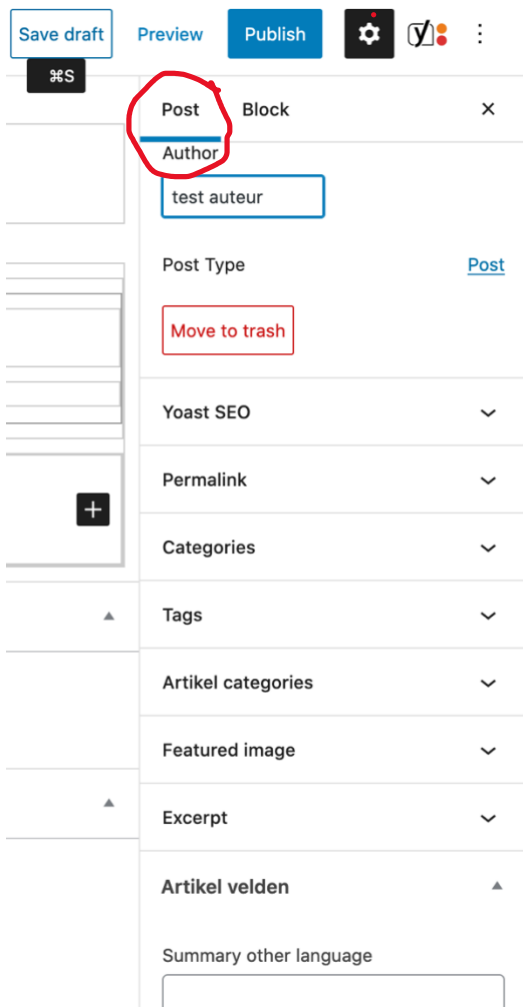 Save draft Preview Publish
⌘S
Post Block
Author
test auteur
Post Type Post
Move to trash
Yoast SEO
Permalink
Categories
Tags
Artikel categories
Featured image
Excerpt
Artikel velden
Summary other language